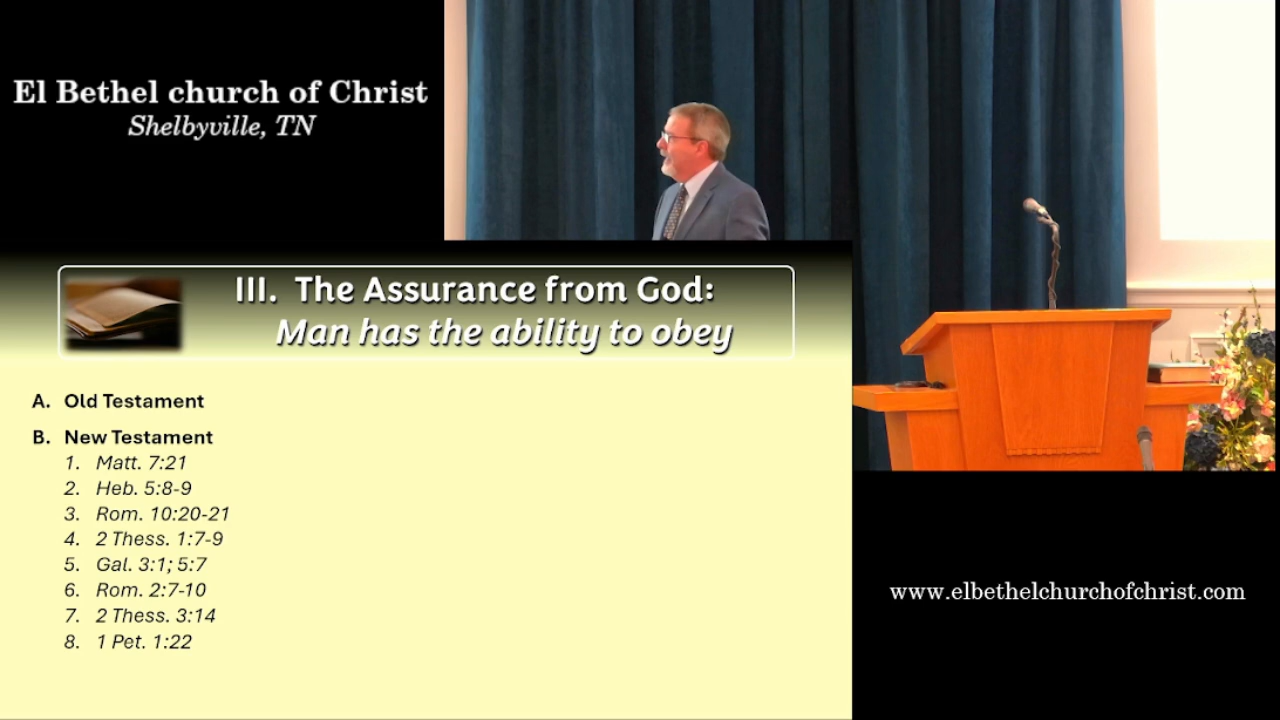 El Bethel church of Christ
Shelbyville, TN
III. The Assurance from God:
Man has the ability to obey
A. Old Testament
B. New Testament
1. Matt. 7:21
2. Heb. 5:8-9
3. Rom. 10:20-21
4. 2 Thess. 1:7-9
5. Gal. 3:1; 5:7
6. Rom. 2:7-10
7. 2 Thess. 3:14
8. 1 Pet. 1:22
www.elbethelchurchofchrist.com